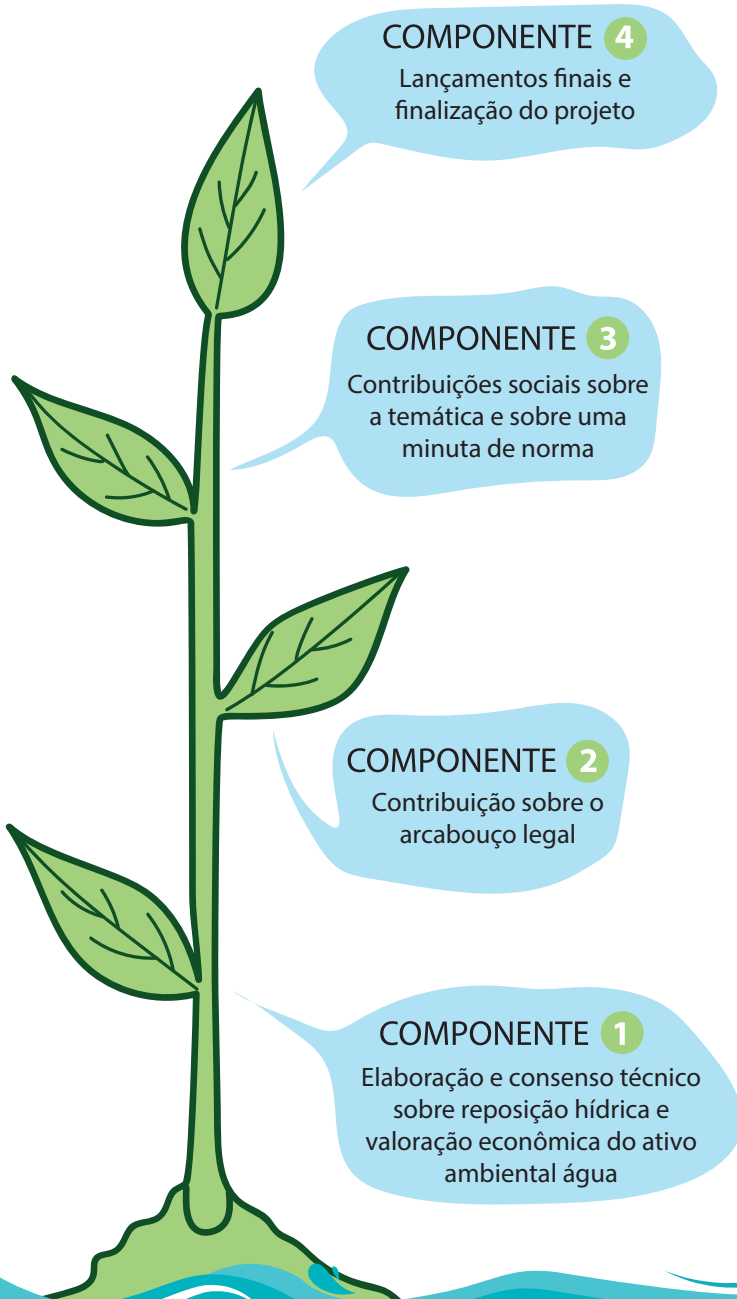 COMPONENTE 4
Lançamentos finais e
finalização do projeto
COMPONENTE 3
Contribuições sociais sobre
a temática e sobre uma
minuta de norma
COMPONENTE 2
Contribuição sobre o
arcabouço legal
COMPONENTE 1
Elaboração e consenso técnico
sobre reposição hídrica e
valoração econômica do ativo
ambiental água